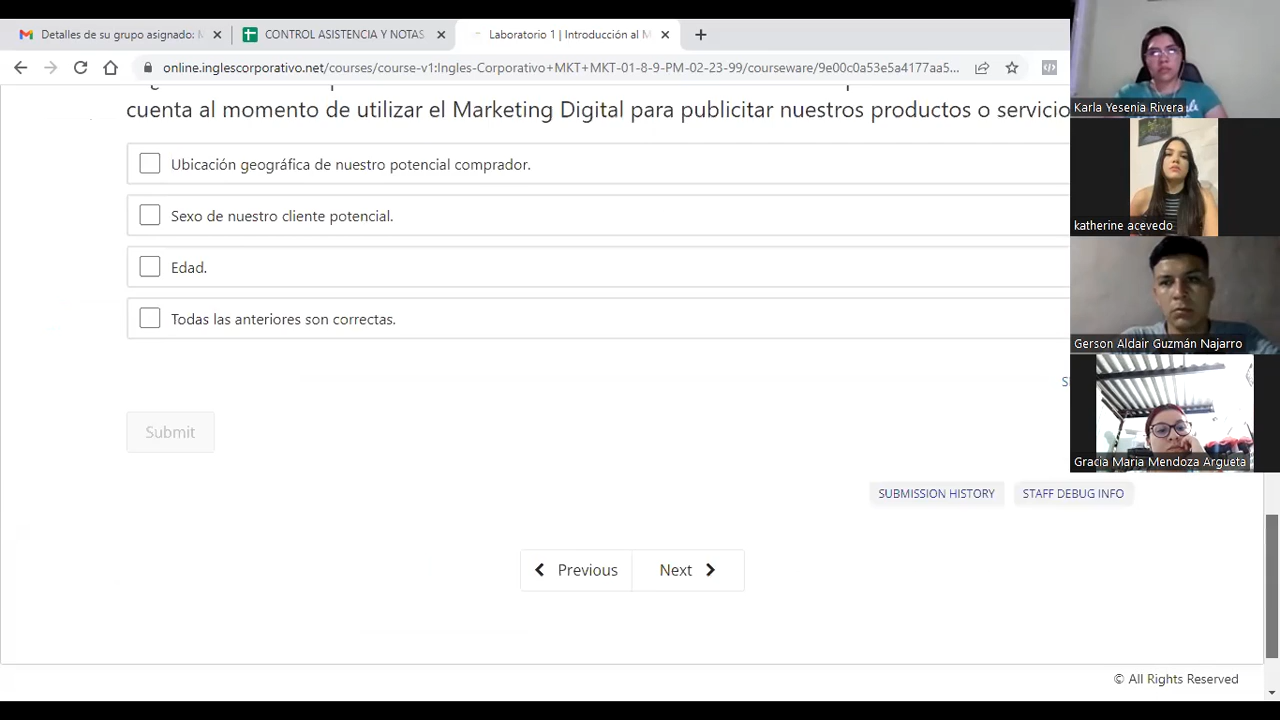 Detalles de su grupo asignado:
CONTROL ASISTENCIA Y NOTAS
Laboratorio 1 | Introducción al M
online.inglescorporativo.net/courses/course-v1:Ingles-Corporativo+MKT+MKT-01-8-9-PM-02-23-99/courseware/9e00c0a53e5a4177aa5...
cuenta al momento de utilizar el Marketing Digital para publicitar nuestros productos o servicio
Ubicación geográfica de nuestro potencial comprador.
Sexo de nuestro cliente potencial.
Edad.
Todas las anteriores son correctas.
Submit
SUBMISSION HISTORY
STAFF DEBUG INFO
Previous
Next
© All Rights Reserved
Karla Yesenia Rivera
katherine acevedo
Gerson Aldair Guzmán Najarro
Gracia Maria Mendoza Argueta